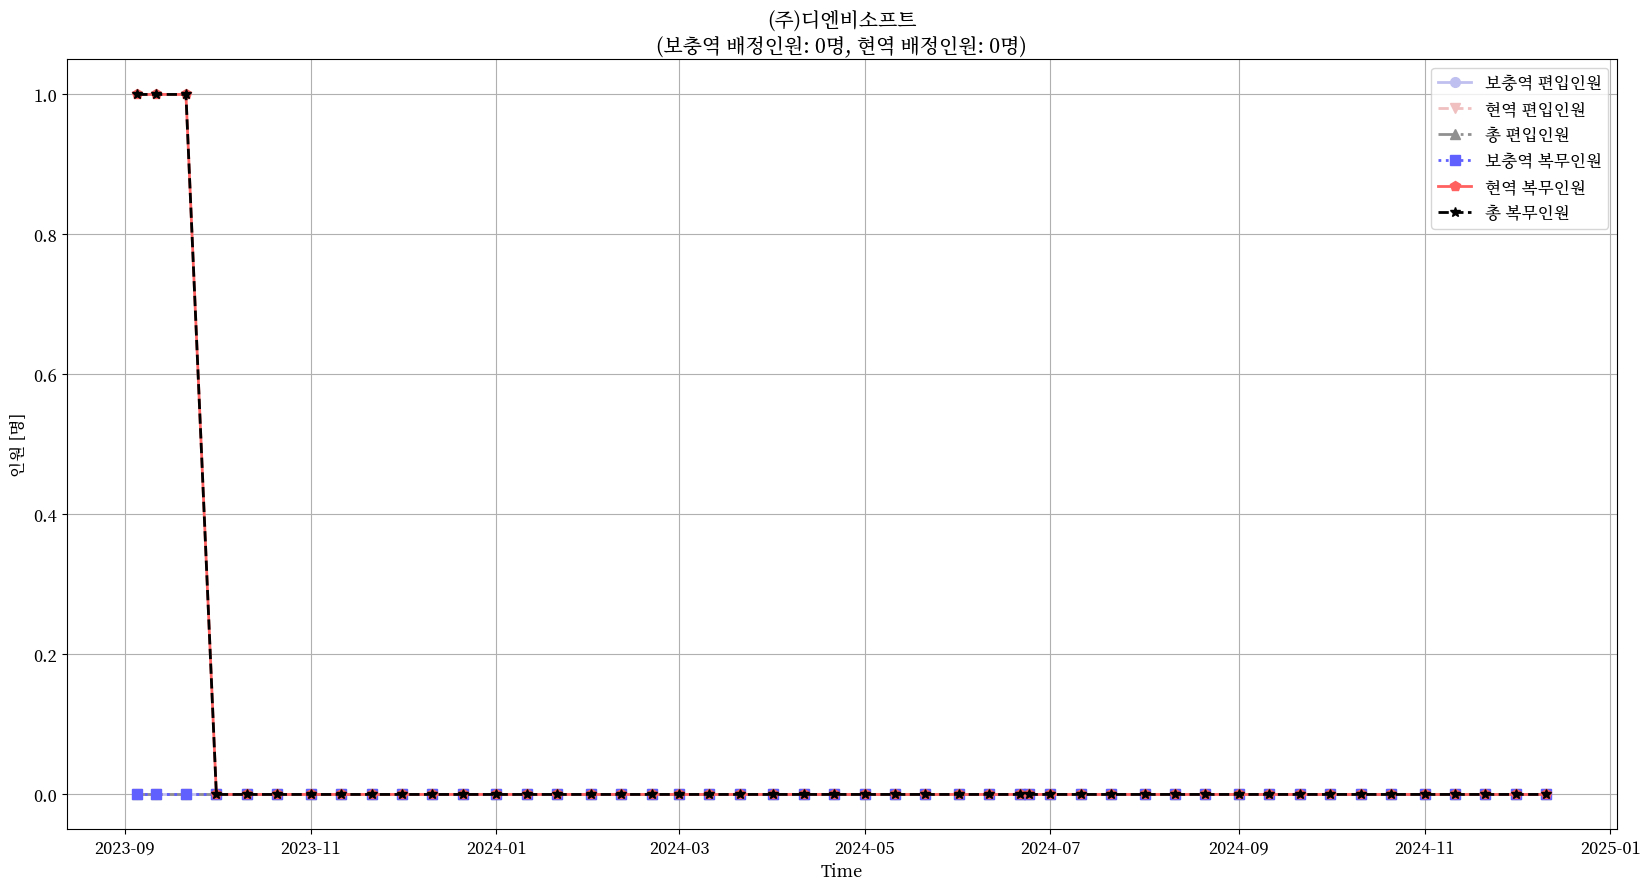 (주)디엔비소프트
(보충역 배정인원: 0명, 현역 배정인원: 0명)
1.0
0.8
0.6
0.4
0.2
0.0
인원 [명]
보충역 편입인원
현역 편입인원
총 편입인원
보충역 복무인원
현역 복무인원
총 복무인원
2023-09 2023-11 2024-01 2024-03 2024-05 2024-07 2024-09 2024-11 2025-01
Time